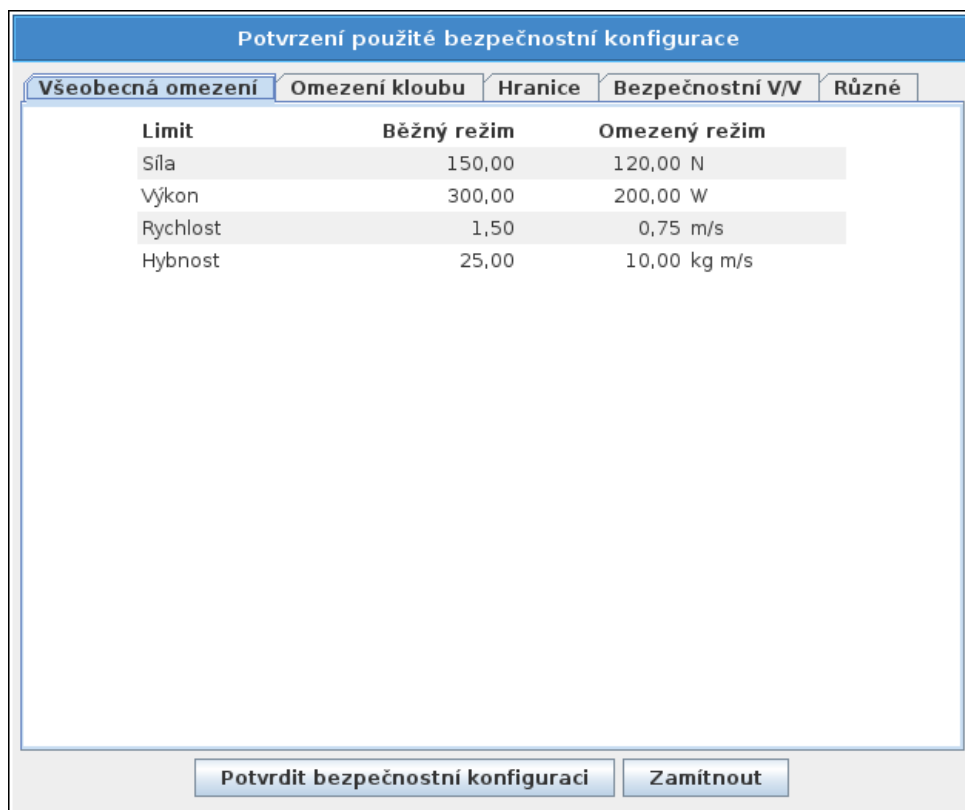 Potvrzení použité bezpečnostní konfigurace
Všeobecná omezení Omezení kloubu Hranice Bezpečnostní V/V Různé
Limit Běžný režim Omezený režim
Síla 150,00 120,00 N
Výkon 300,00 200,00 W
Rychlost 1,50 0,75 m/s
Hybnost 25,00 10,00 kg m/s
Potvrdit bezpečnostní konfiguraci Zamítnout